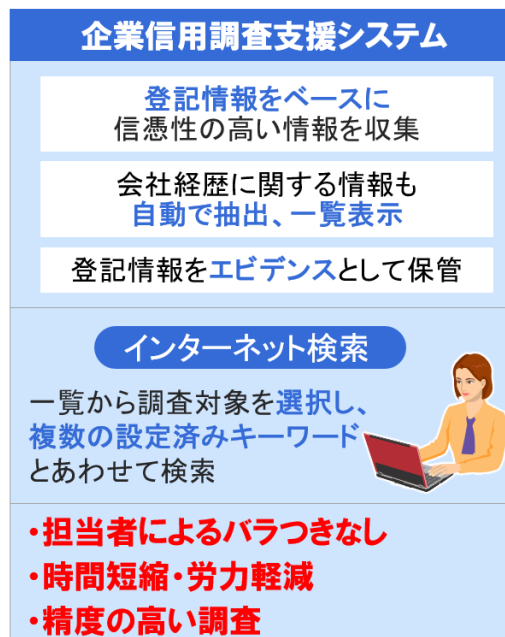 企業信用調査支援システム
登記情報をベースに
信憑性の高い情報を収集
会社経歴に関する情報も
自動で抽出、一覧表示
登記情報をエビデンスとして保管
インターネット検索
一覧から調査対象を選択し、
複数の設定済みキーワード
とあわせて検索
・担当者によるバラつきなし
・時間短縮・労力軽減
・精度の高い調査